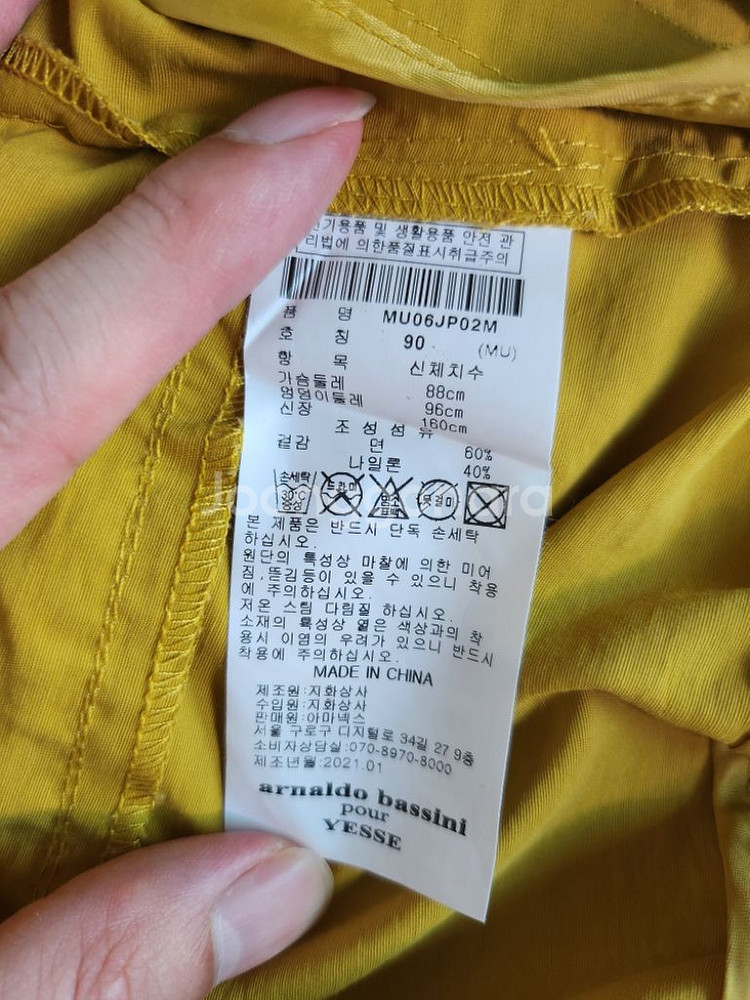 전기용품 및 생활용품 안전 관
리법에 의한품질표시취급주의
품 명 MU06JP02M
호 칭 90 (MU)
항 목 신체치수
가슴둘레 88cm
엉덩이둘레 96cm
신장 160cm
조성섬유
겉감 면 60%
나일론 40%
손세탁 30℃ 중성 드라이 염소 표백 옷걸이
본 제품은 반드시 단독 손세탁
하십시오.
원단의 특성상 마찰에 의한 미어
짐,뜯김등이 있을 수 있으니 착용
에 주의하십시오.
저온 스팀 다림질 하십시오.
소재의 특성상 옅은 색상과의 착
용시 이염의 우려가 있으니 반드시
착용에 주의하십시오.
MADE IN CHINA
제조원:지화상사
수입원:지화상사
판매원:아마넥스
서울 구로구 디지털로 34길 27 9층
소비자상담실:070-8970-8000
제조년월:2021.01
arnaldo bassini
pour
YESSE